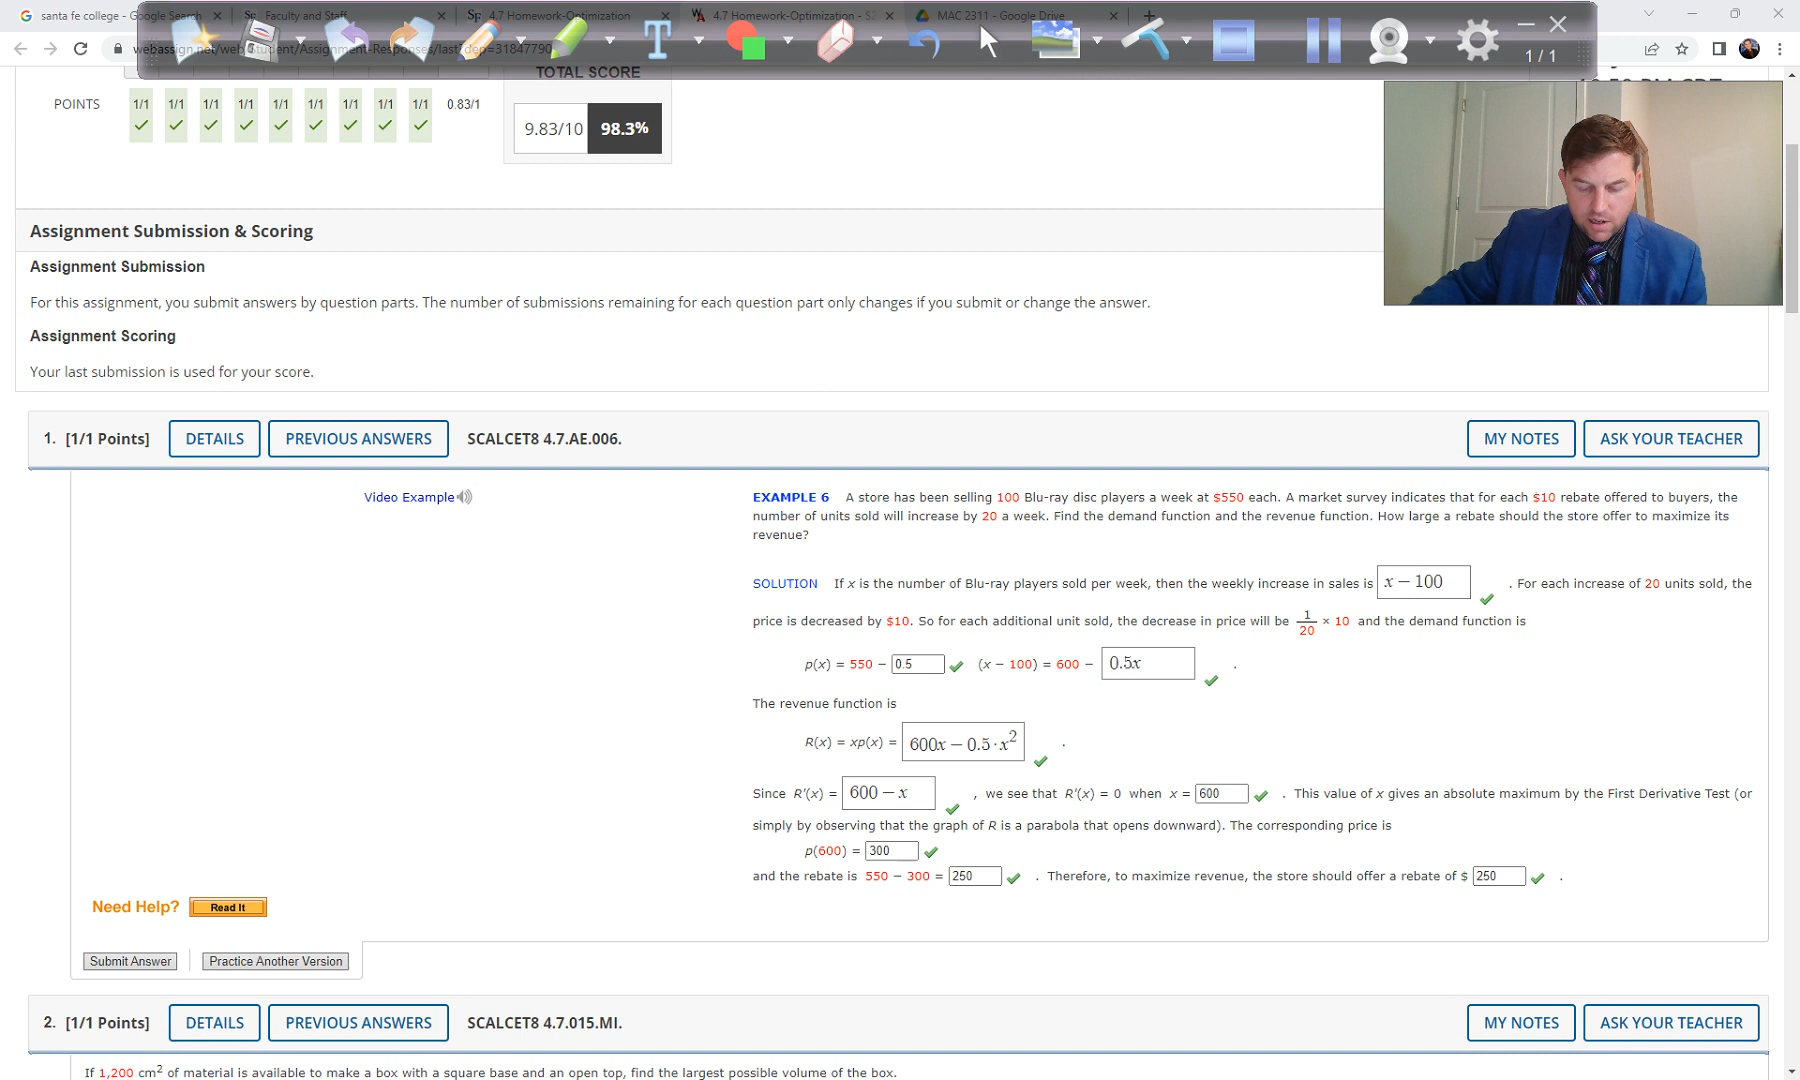 santa fe college - Google Search
Faculty and Staff
4.7 Homework-Optimization
4.7 Homework-Optimization - S
MAC 2311 - Google Drive
webassign.net/web/Student/Assignment-Responses/last?dep=31847790
1 / 1
TOTAL SCORE
POINTS 1/1 1/1 1/1 1/1 1/1 1/1 1/1 1/1 1/1 0.83/1
9.83/10 98.3%
Assignment Submission & Scoring
Assignment Submission
For this assignment, you submit answers by question parts. The number of submissions remaining for each question part only changes if you submit or change the answer.
Assignment Scoring
Your last submission is used for your score.
1. [1/1 Points] DETAILS PREVIOUS ANSWERS SCALCET8 4.7.AE.006. MY NOTES ASK YOUR TEACHER
Video Example
EXAMPLE 6 A store has been selling 100 Blu-ray disc players a week at $550 each. A market survey indicates that for each $10 rebate offered to buyers, the
number of units sold will increase by 20 a week. Find the demand function and the revenue function. How large a rebate should the store offer to maximize its
revenue?
SOLUTION If x is the number of Blu-ray players sold per week, then the weekly increase in sales is x − 100 . For each increase of 20 units sold, the
price is decreased by $10. So for each additional unit sold, the decrease in price will be 1/20 × 10 and the demand function is
p(x) = 550 − 0.5 (x − 100) = 600 − 0.5x .
The revenue function is
R(x) = xp(x) = 600x − 0.5·x² .
Since R'(x) = 600 − x , we see that R'(x) = 0 when x = 600 . This value of x gives an absolute maximum by the First Derivative Test (or
simply by observing that the graph of R is a parabola that opens downward). The corresponding price is
p(600) = 300
and the rebate is 550 − 300 = 250 . Therefore, to maximize revenue, the store should offer a rebate of $ 250 .
Need Help? Read It
Submit Answer Practice Another Version
2. [1/1 Points] DETAILS PREVIOUS ANSWERS SCALCET8 4.7.015.MI. MY NOTES ASK YOUR TEACHER
If 1,200 cm² of material is available to make a box with a square base and an open top, find the largest possible volume of the box.